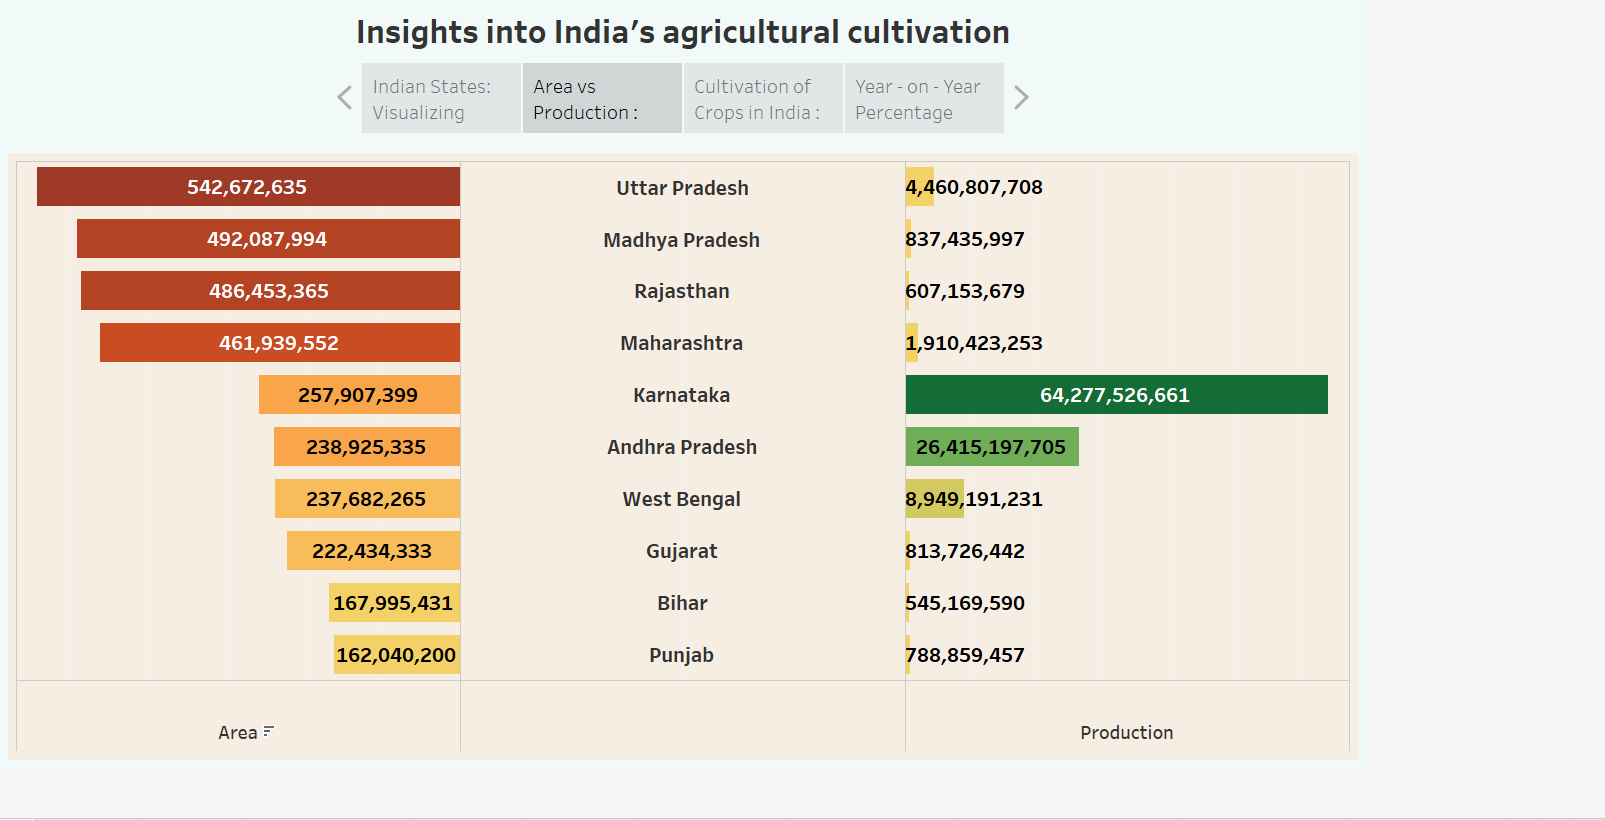 Insights into India’s agricultural cultivation
Indian States:
Visualizing
Area vs
Production :
Cultivation of
Crops in India :
Year - on - Year
Percentage
542,672,635 Uttar Pradesh 4,460,807,708
492,087,994 Madhya Pradesh 837,435,997
486,453,365 Rajasthan 607,153,679
461,939,552 Maharashtra 1,910,423,253
257,907,399 Karnataka 64,277,526,661
238,925,335 Andhra Pradesh 26,415,197,705
237,682,265 West Bengal 8,949,191,231
222,434,333 Gujarat 813,726,442
167,995,431 Bihar 545,169,590
162,040,200 Punjab 788,859,457
Area Production